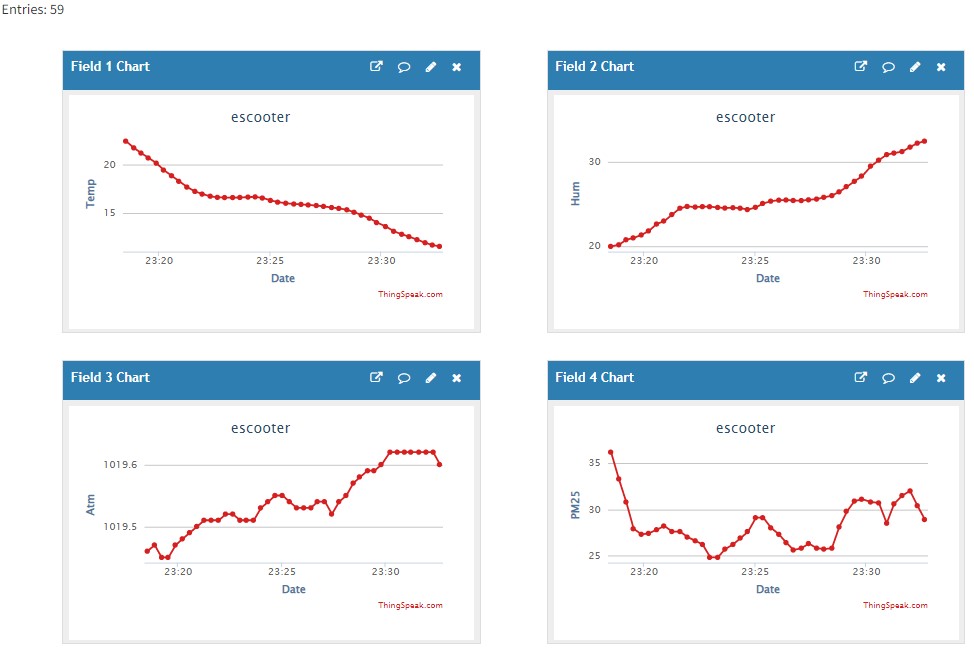 Entries: 59
Field 1 Chart
escooter
20
15
Temp
23:20 23:25 23:30
Date
ThingSpeak.com
Field 2 Chart
escooter
30
20
Hum
23:20 23:25 23:30
Date
ThingSpeak.com
Field 3 Chart
escooter
1019.6
1019.5
Atm
23:20 23:25 23:30
Date
ThingSpeak.com
Field 4 Chart
escooter
35
30
25
PM25
23:20 23:25 23:30
Date
ThingSpeak.com